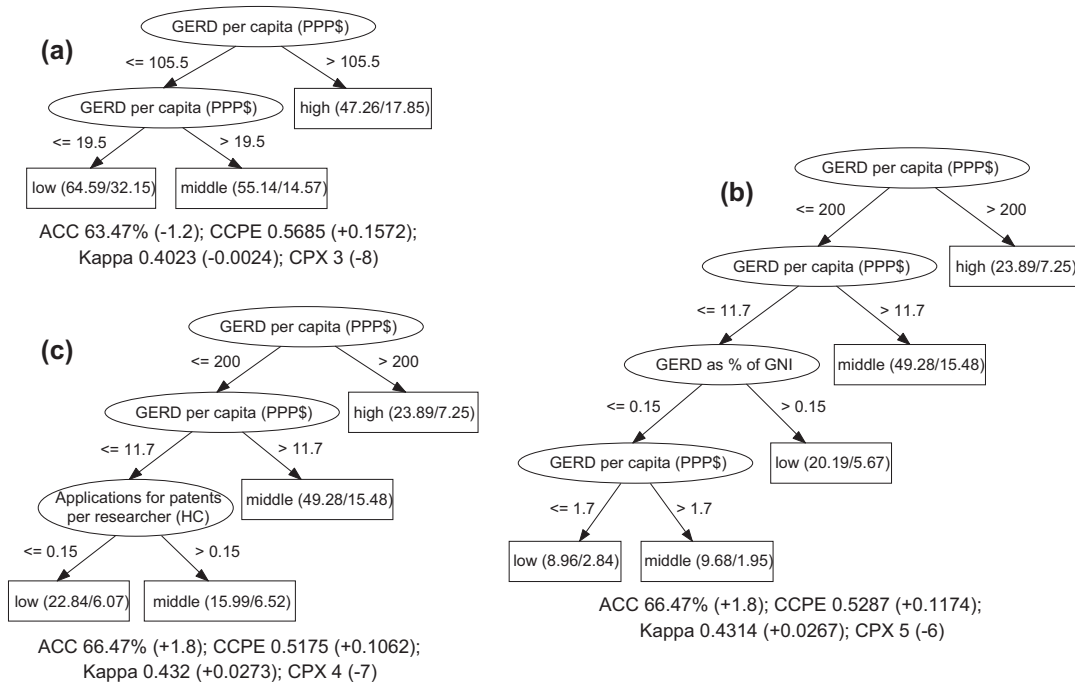 (a)
GERD per capita (PPP$)
<= 105.5
> 105.5
GERD per capita (PPP$)
high (47.26/17.85)
<= 19.5
> 19.5
low (64.59/32.15)
middle (55.14/14.57)
ACC 63.47% (-1.2); CCPE 0.5685 (+0.1572);
Kappa 0.4023 (-0.0024); CPX 3 (-8)
(b)
GERD per capita (PPP$)
<= 200
> 200
GERD per capita (PPP$)
high (23.89/7.25)
<= 11.7
> 11.7
GERD as % of GNI
middle (49.28/15.48)
<= 0.15
> 0.15
GERD per capita (PPP$)
low (20.19/5.67)
<= 1.7
> 1.7
low (8.96/2.84)
middle (9.68/1.95)
ACC 66.47% (+1.8); CCPE 0.5287 (+0.1174);
Kappa 0.4314 (+0.0267); CPX 5 (-6)
(c)
GERD per capita (PPP$)
<= 200
> 200
GERD per capita (PPP$)
high (23.89/7.25)
<= 11.7
> 11.7
Applications for patents
per researcher (HC)
middle (49.28/15.48)
<= 0.15
> 0.15
low (22.84/6.07)
middle (15.99/6.52)
ACC 66.47% (+1.8); CCPE 0.5175 (+0.1062);
Kappa 0.432 (+0.0273); CPX 4 (-7)